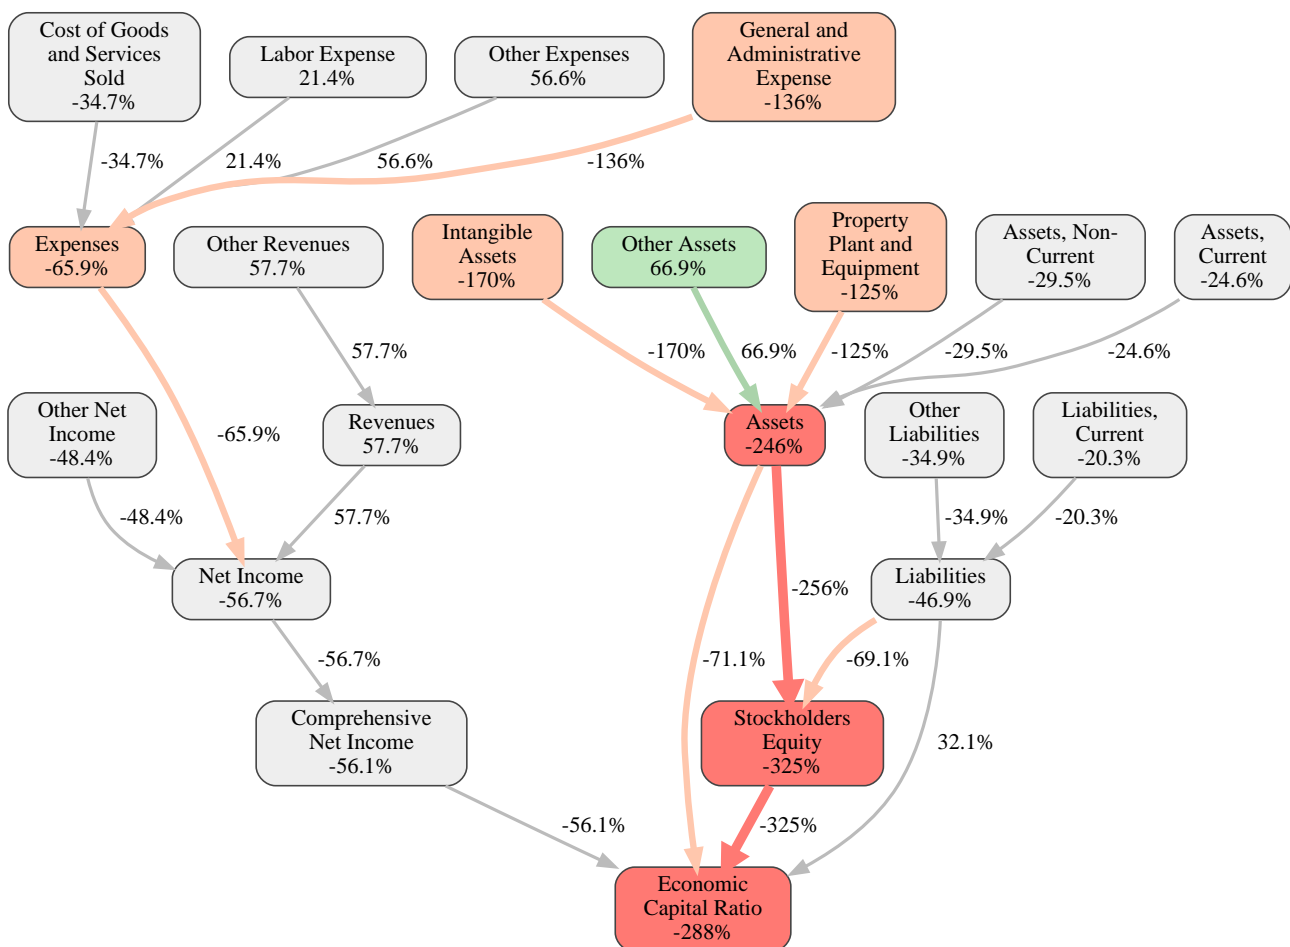 Cost of Goods
and Services
Sold
-34.7%
Labor Expense
21.4%
Other Expenses
56.6%
General and
Administrative
Expense
-136%
-34.7%
21.4%
56.6%
-136%
Expenses
-65.9%
Other Revenues
57.7%
Intangible
Assets
-170%
Other Assets
66.9%
Property
Plant and
Equipment
-125%
Assets, Non-
Current
-29.5%
Assets,
Current
-24.6%
57.7%
-170%
66.9%
-125%
-29.5%
-24.6%
Other Net
Income
-48.4%
-65.9%
Revenues
57.7%
Assets
-246%
Other
Liabilities
-34.9%
Liabilities,
Current
-20.3%
-48.4%
57.7%
-34.9%
-20.3%
Net Income
-56.7%
-256%
Liabilities
-46.9%
-56.7%
-71.1%
-69.1%
Comprehensive
Net Income
-56.1%
Stockholders
Equity
-325%
32.1%
-56.1%
-325%
Economic
Capital Ratio
-288%